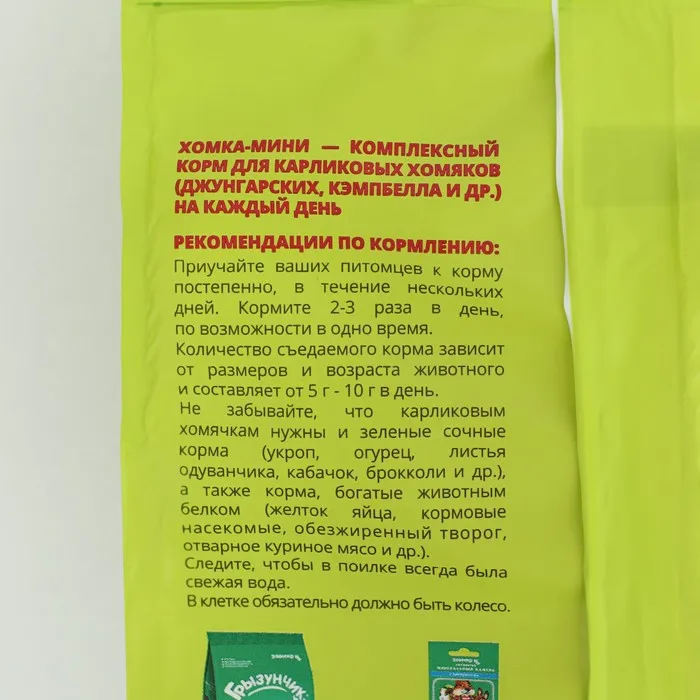 ХОМКА-МИНИ — КОМПЛЕКСНЫЙ
КОРМ ДЛЯ КАРЛИКОВЫХ ХОМЯКОВ
(ДЖУНГАРСКИХ, КЭМПБЕЛЛА И ДР.)
НА КАЖДЫЙ ДЕНЬ
РЕКОМЕНДАЦИИ ПО КОРМЛЕНИЮ:
Приучайте ваших питомцев к корму
постепенно, в течение нескольких
дней. Кормите 2-3 раза в день,
по возможности в одно время.
Количество съедаемого корма зависит
от размеров и возраста животного
и составляет от 5 г - 10 г в день.
Не забывайте, что карликовым
хомячкам нужны и зеленые сочные
корма (укроп, огурец, листья
одуванчика, кабачок, брокколи и др.),
а также корма, богатые животным
белком (желток яйца, кормовые
насекомые, обезжиренный творог,
отварное куриное мясо и др.).
Следите, чтобы в поилке всегда была
свежая вода.
В клетке обязательно должно быть колесо.
ГРЫЗУНЧИК